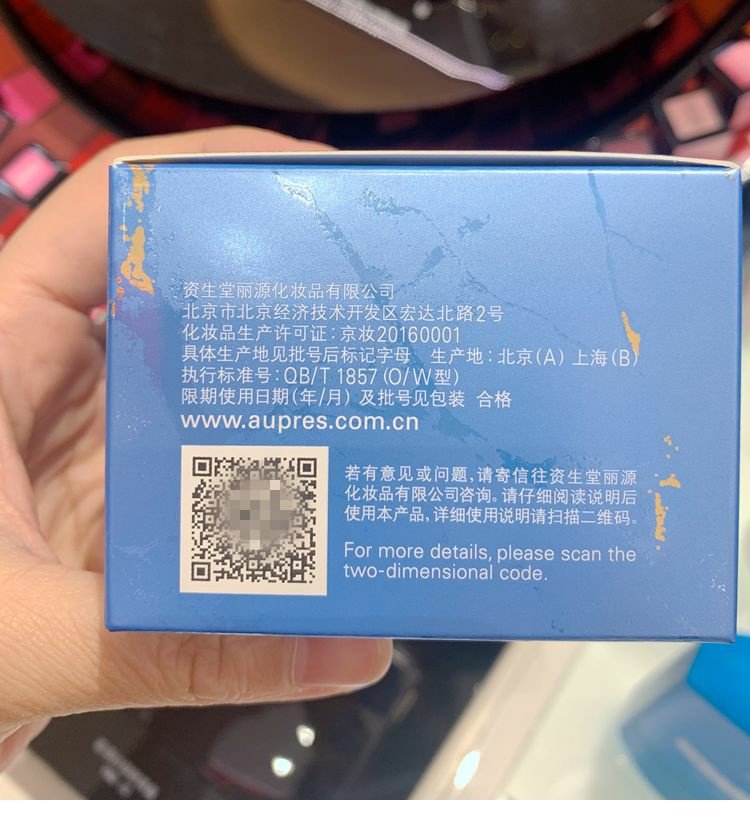 资生堂丽源化妆品有限公司
北京市北京经济技术开发区宏达北路2号
化妆品生产许可证:京妆20160001
具体生产地见批号后标记字母 生产地:北京(A) 上海(B)
执行标准号:QB/T 1857 (O/W型)
限期使用日期(年/月) 及批号见包装 合格
www.aupres.com.cn
若有意见或问题,请寄信往资生堂丽源
化妆品有限公司咨询。请仔细阅读说明后
使用本产品,详细使用说明请扫描二维码。
For more details, please scan the
two-dimensional code.